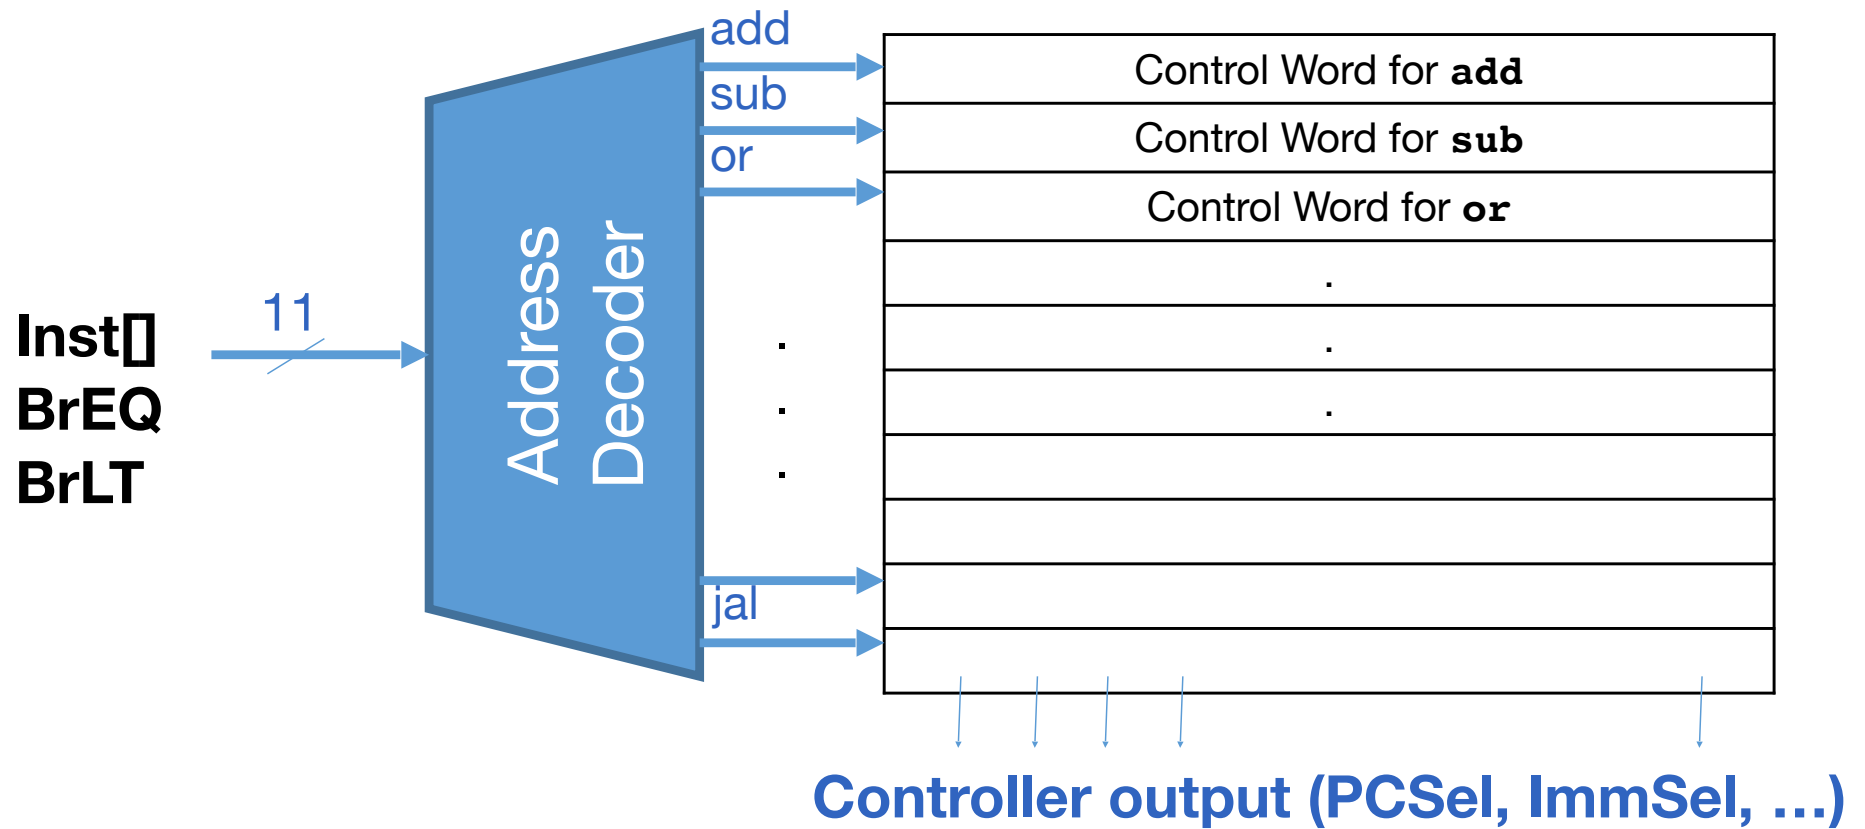 add
sub
or
Control Word for add
Control Word for sub
Control Word for or
.
.
.
11
Inst[]
BrEQ
BrLT
Address
Decoder
.
.
.
jal
Controller output (PCSel, ImmSel, …)